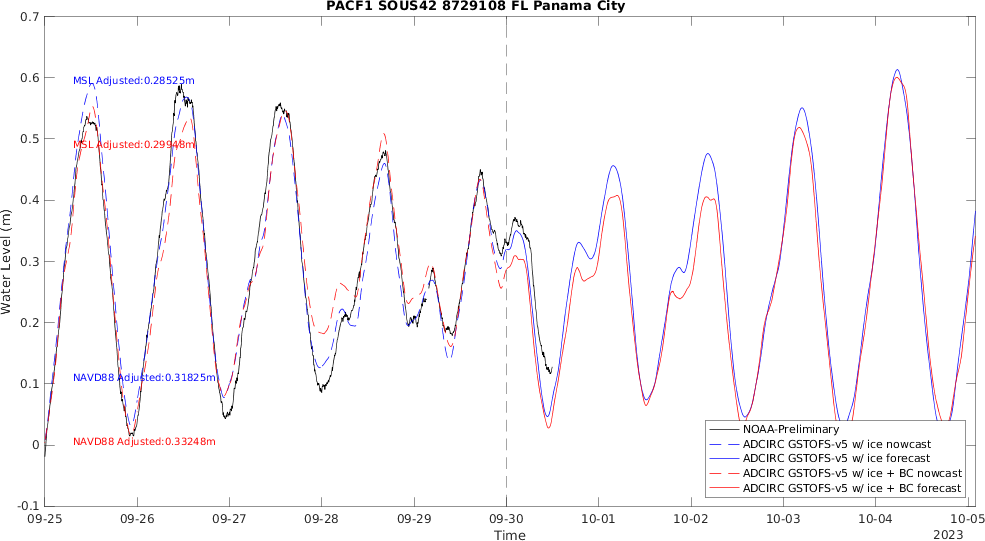 PACF1 SOUS42 8729108 FL Panama City
0.7
0.6
0.5
0.4
0.3
0.2
0.1
0
-0.1
Water Level (m)
MSL Adjusted:0.28525m
MSL Adjusted:0.29948m
NAVD88 Adjusted:0.31825m
NAVD88 Adjusted:0.33248m
NOAA-Preliminary
ADCIRC GSTOFS-v5 w/ ice nowcast
ADCIRC GSTOFS-v5 w/ ice forecast
ADCIRC GSTOFS-v5 w/ ice + BC nowcast
ADCIRC GSTOFS-v5 w/ ice + BC forecast
09-25 09-26 09-27 09-28 09-29 09-30 10-01 10-02 10-03 10-04 10-05
Time
2023